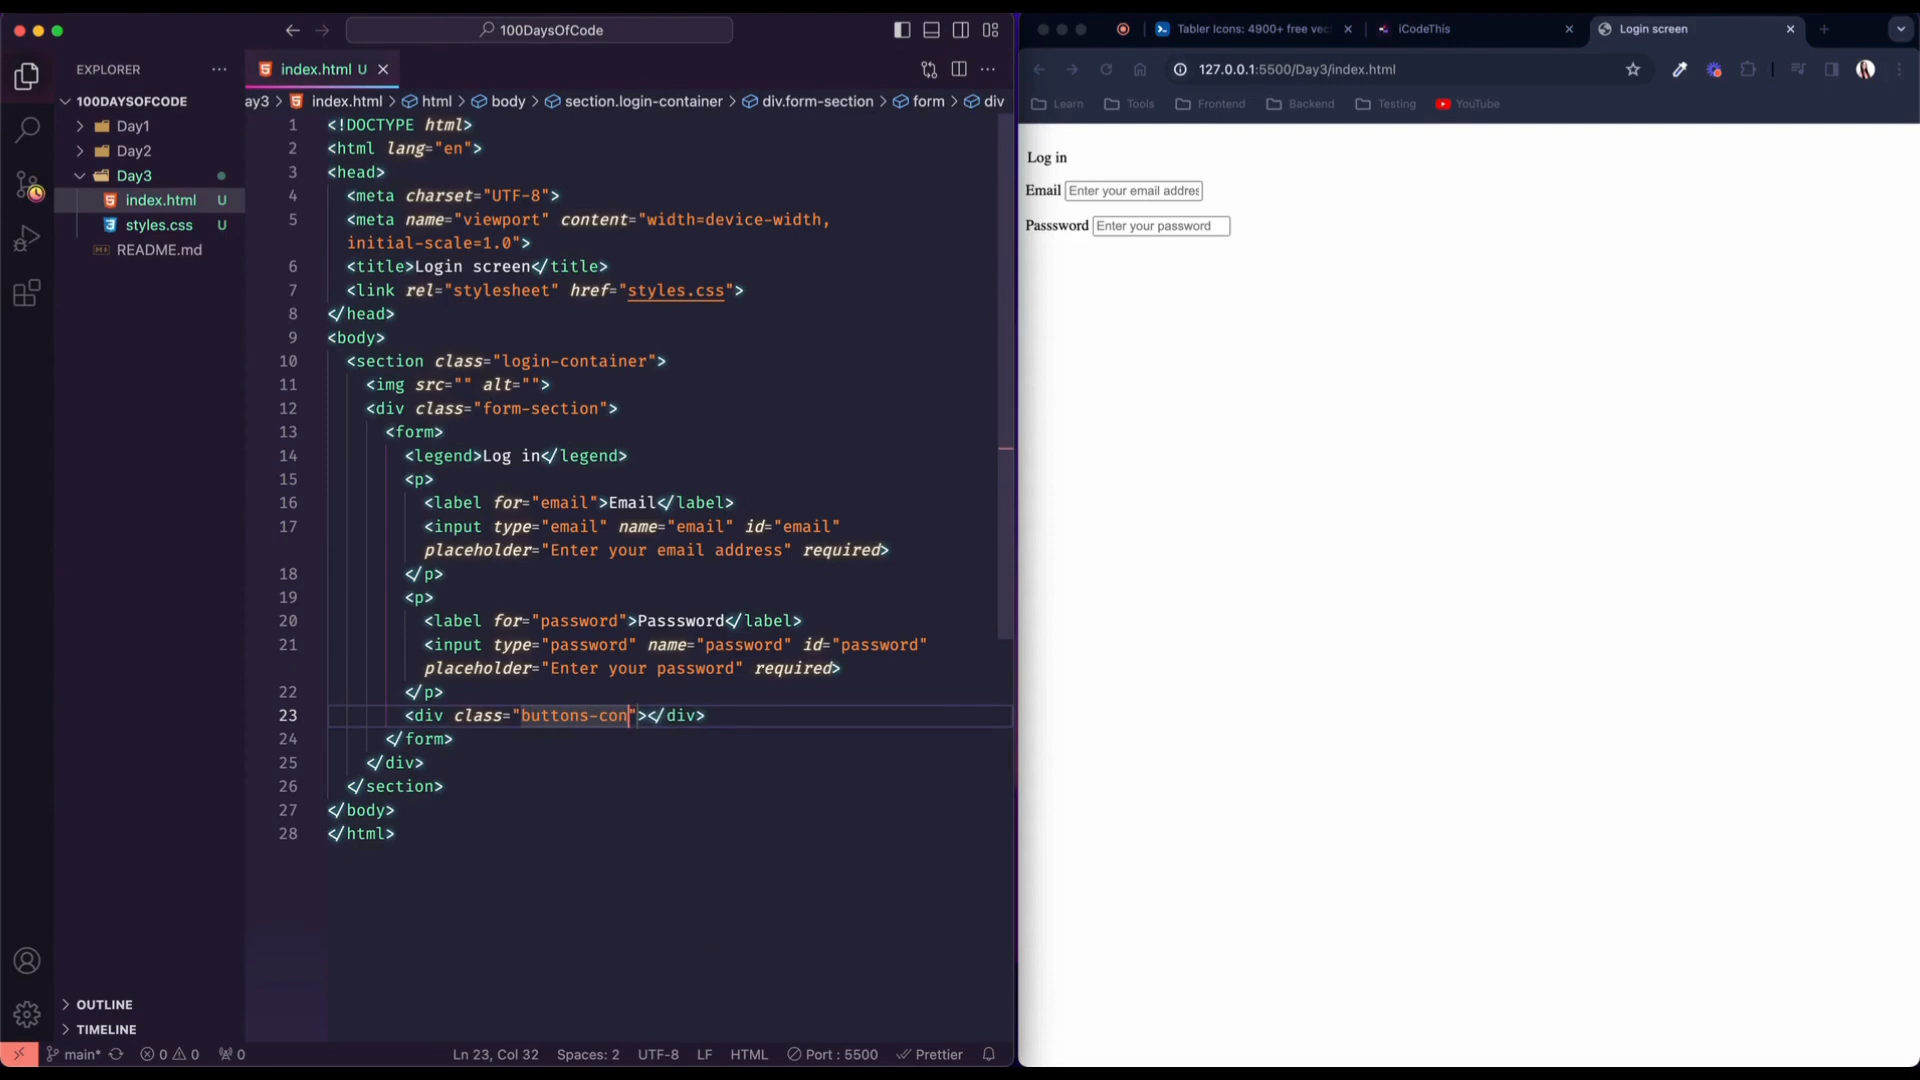 100DaysOfCode
EXPLORER
index.html U
100DAYSOFCODE
Day1
Day2
Day3
index.html U
styles.css U
README.md
OUTLINE
TIMELINE
ay3 > index.html > html > body > section.login-container > div.form-section > form > div
1 <!DOCTYPE html>
2 <html lang="en">
3 <head>
4 <meta charset="UTF-8">
5 <meta name="viewport" content="width=device-width,
initial-scale=1.0">
6 <title>Login screen</title>
7 <link rel="stylesheet" href="styles.css">
8 </head>
9 <body>
10 <section class="login-container">
11 <img src="" alt="">
12 <div class="form-section">
13 <form>
14 <legend>Log in</legend>
15 <p>
16 <label for="email">Email</label>
17 <input type="email" name="email" id="email"
placeholder="Enter your email address" required>
18 </p>
19 <p>
20 <label for="password">Passsword</label>
21 <input type="password" name="password" id="password"
placeholder="Enter your password" required>
22 </p>
23 <div class="buttons-con"></div>
24 </form>
25 </div>
26 </section>
27 </body>
28 </html>
main* 0 0 0 Ln 23, Col 32 Spaces: 2 UTF-8 LF HTML Port : 5500 Prettier
Tabler Icons: 4900+ free vec iCodeThis Login screen
127.0.0.1:5500/Day3/index.html
Learn Tools Frontend Backend Testing YouTube
Log in
Email Enter your email addres
Passsword Enter your password